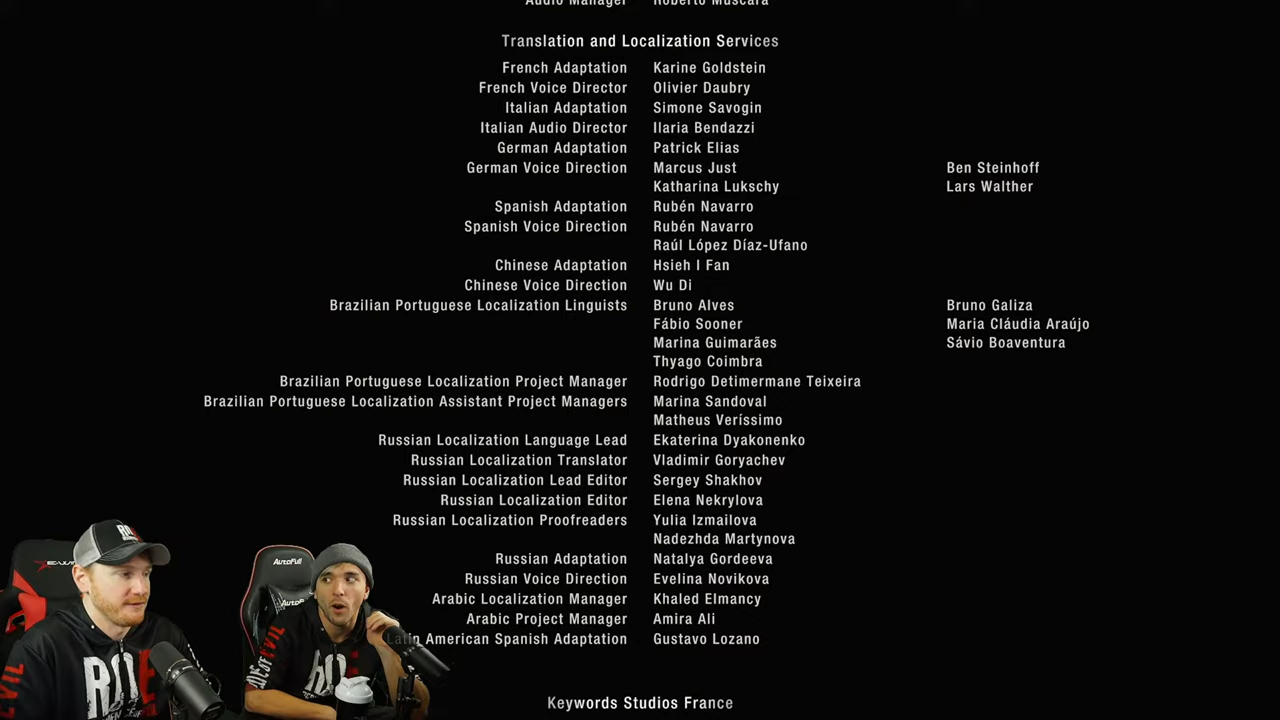 Audio Manager Roberto Muscara
Translation and Localization Services
French Adaptation Karine Goldstein
French Voice Director Olivier Daubry
Italian Adaptation Simone Savogin
Italian Audio Director Ilaria Bendazzi
German Adaptation Patrick Elias
German Voice Direction Marcus Just Ben Steinhoff
Katharina Lukschy Lars Walther
Spanish Adaptation Rubén Navarro
Spanish Voice Direction Rubén Navarro
Raúl López Díaz-Ufano
Chinese Adaptation Hsieh I Fan
Chinese Voice Direction Wu Di
Brazilian Portuguese Localization Linguists Bruno Alves Bruno Galiza
Fábio Sooner Maria Cláudia Araújo
Marina Guimarães Sávio Boaventura
Thyago Coimbra
Brazilian Portuguese Localization Project Manager Rodrigo Detimermane Teixeira
Brazilian Portuguese Localization Assistant Project Managers Marina Sandoval
Matheus Veríssimo
Russian Localization Language Lead Ekaterina Dyakonenko
Russian Localization Translator Vladimir Goryachev
Russian Localization Lead Editor Sergey Shakhov
Russian Localization Editor Elena Nekrylova
Russian Localization Proofreaders Yulia Izmailova
Nadezhda Martynova
Russian Adaptation Natalya Gordeeva
Russian Voice Direction Evelina Novikova
Arabic Localization Manager Khaled Elmancy
Arabic Project Manager Amira Ali
Latin American Spanish Adaptation Gustavo Lozano
Keywords Studios France
AutoFull
ROE